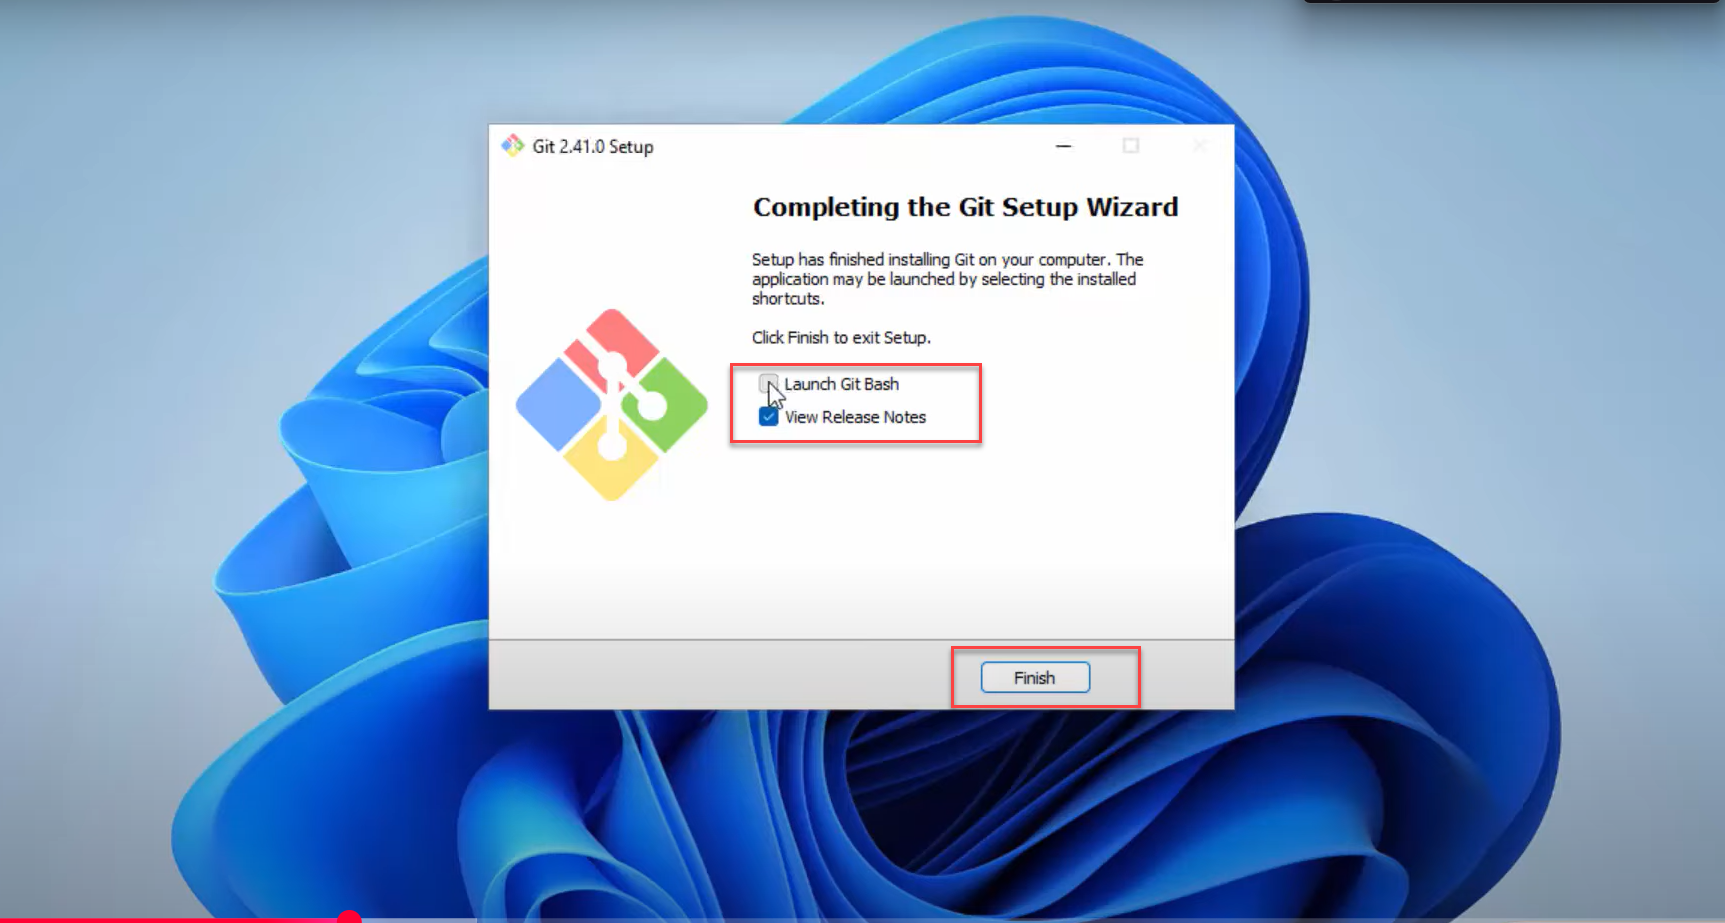 Git 2.41.0 Setup
Completing the Git Setup Wizard
Setup has finished installing Git on your computer. The
application may be launched by selecting the installed
shortcuts.
Click Finish to exit Setup.
Launch Git Bash
View Release Notes
Finish